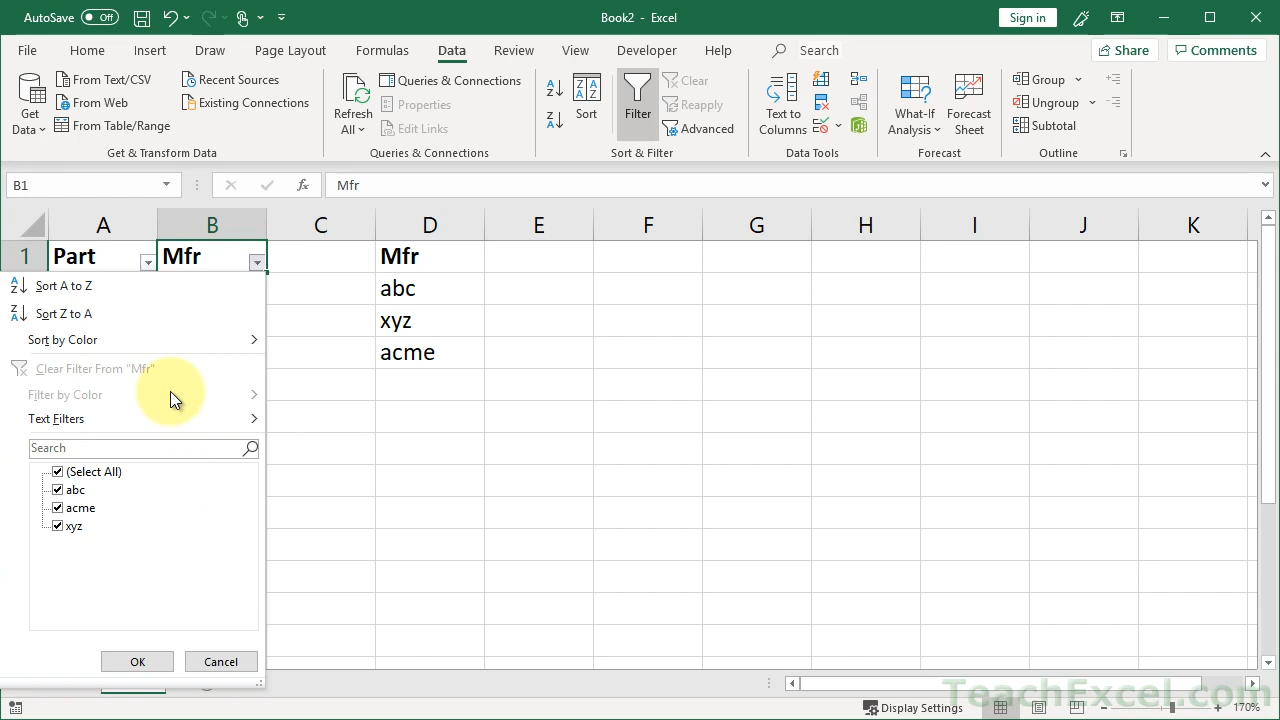 AutoSave Off Book2 - Excel Sign in
File Home Insert Draw Page Layout Formulas Data Review View Developer Help Search Share Comments
Get Data
From Text/CSV
From Web
From Table/Range
Recent Sources
Existing Connections
Get & Transform Data
Refresh All
Queries & Connections
Properties
Edit Links
Queries & Connections
Sort
Filter
Clear
Reapply
Advanced
Sort & Filter
Text to Columns
Data Tools
What-If Analysis
Forecast Sheet
Forecast
Group
Ungroup
Subtotal
Outline
B1 fx Mfr
A B C D E F G H I J K
1 Part Mfr Mfr
abc
xyz
acme
Sort A to Z
Sort Z to A
Sort by Color
Clear Filter From "Mfr"
Filter by Color
Text Filters
Search
(Select All)
abc
acme
xyz
OK Cancel
TeachExcel.com
Display Settings 170%